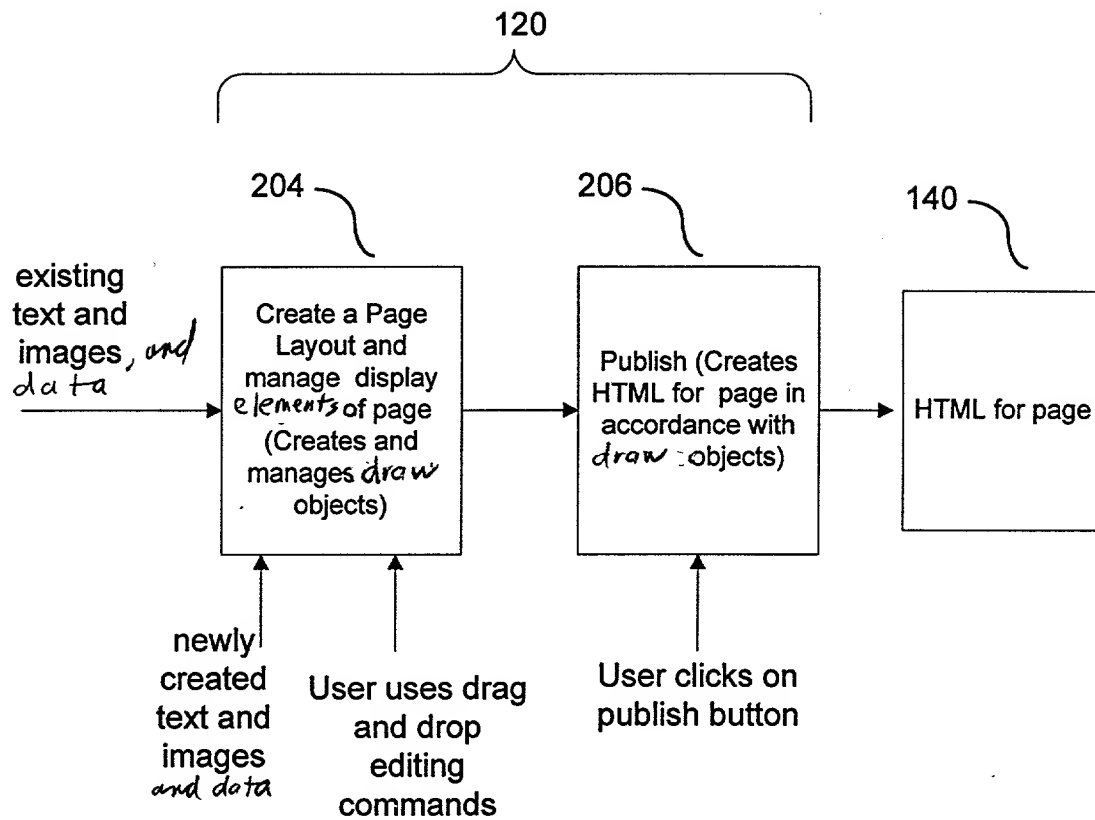 120
204
206
140
existing
text and
images, and
data
Create a Page
Layout and
manage display
elements of page
(Creates and
manages draw
objects)
Publish (Creates
HTML for page in
accordance with
draw objects)
HTML for page
newly
created
text and
images
and data
User uses drag
and drop
editing
commands
User clicks on
publish button